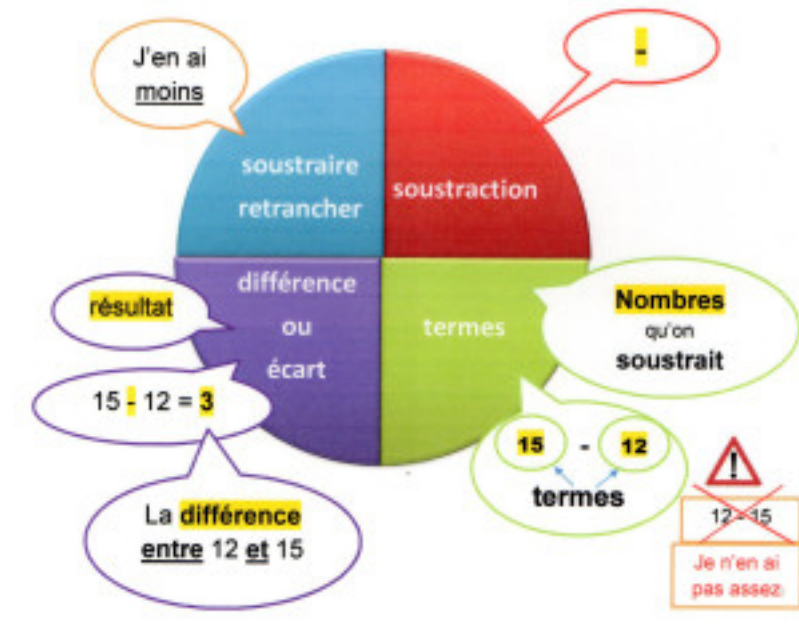 J'en ai
moins
-
soustraire
retrancher
soustraction
différence
ou
écart
termes
résultat
15 - 12 = 3
La différence
entre 12 et 15
Nombres
qu'on
soustrait
15 - 12
termes
!
12 - 15
Je n'en ai
pas assez